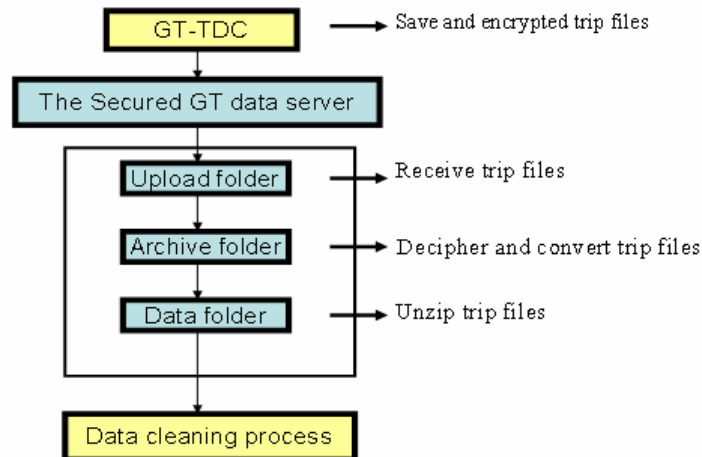 GT-TDC
Save and encrypted trip files
The Secured GT data server
Upload folder
Receive trip files
Archive folder
Decipher and convert trip files
Data folder
Unzip trip files
Data cleaning process